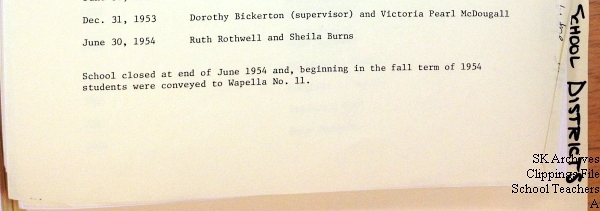 Dec. 31, 1953 Dorothy Bickerton (supervisor) and Victoria Pearl McDougall
June 30, 1954 Ruth Rothwell and Sheila Burns
School closed at end of June 1954 and, beginning in the fall term of 1954
students were conveyed to Wapella No. 11.
SCHOOL DISTRICTS
SK Archives
Clippings File
School Teachers
A